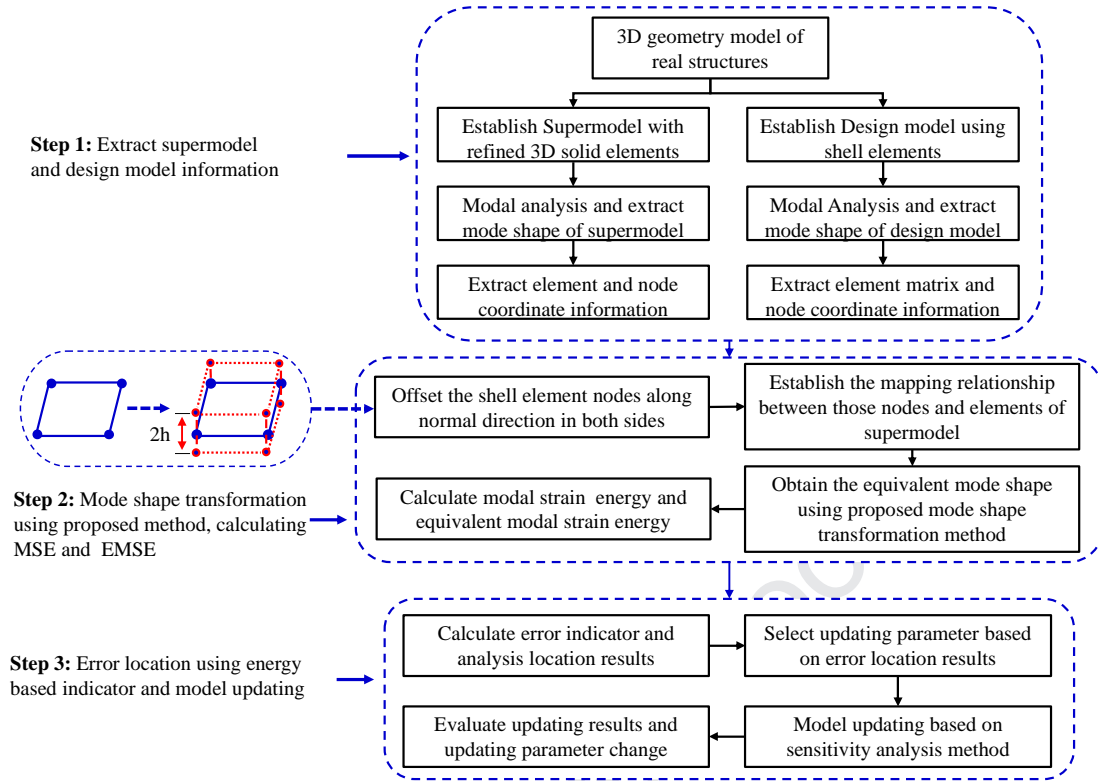 3D geometry model of
real structures
Step 1: Extract supermodel
and design model information
Establish Supermodel with
refined 3D solid elements
Establish Design model using
shell elements
Modal analysis and extract
mode shape of supermodel
Modal Analysis and extract
mode shape of design model
Extract element and node
coordinate information
Extract element matrix and
node coordinate information
2h
Offset the shell element nodes along
normal direction in both sides
Establish the mapping relationship
between those nodes and elements of
supermodel
Step 2: Mode shape transformation
using proposed method, calculating
MSE and EMSE
Calculate modal strain energy and
equivalent modal strain energy
Obtain the equivalent mode shape
using proposed mode shape
transformation method
Step 3: Error location using energy
based indicator and model updating
Calculate error indicator and
analysis location results
Select updating parameter based
on error location results
Evaluate updating results and
updating parameter change
Model updating based on
sensitivity analysis method